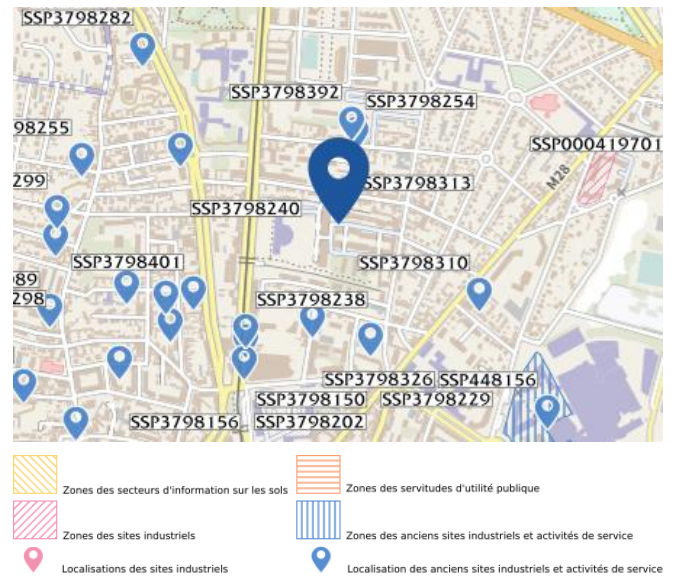 SSP3798282
SSP3798392
SSP3798254
98255
SSP000419701
299
SSP3798313
M28
SSP3798240
SSP3798401
SSP3798310
989
298
SSP3798238
SSP3798326
SSP448156
SSP3798150
SSP3798229
SSP3798156
SSP3798202
Zones des secteurs d'information sur les sols
Zones des servitudes d'utilité publique
Zones des sites industriels
Zones des anciens sites industriels et activités de service
Localisations des sites industriels
Localisation des anciens sites industriels et activités de service